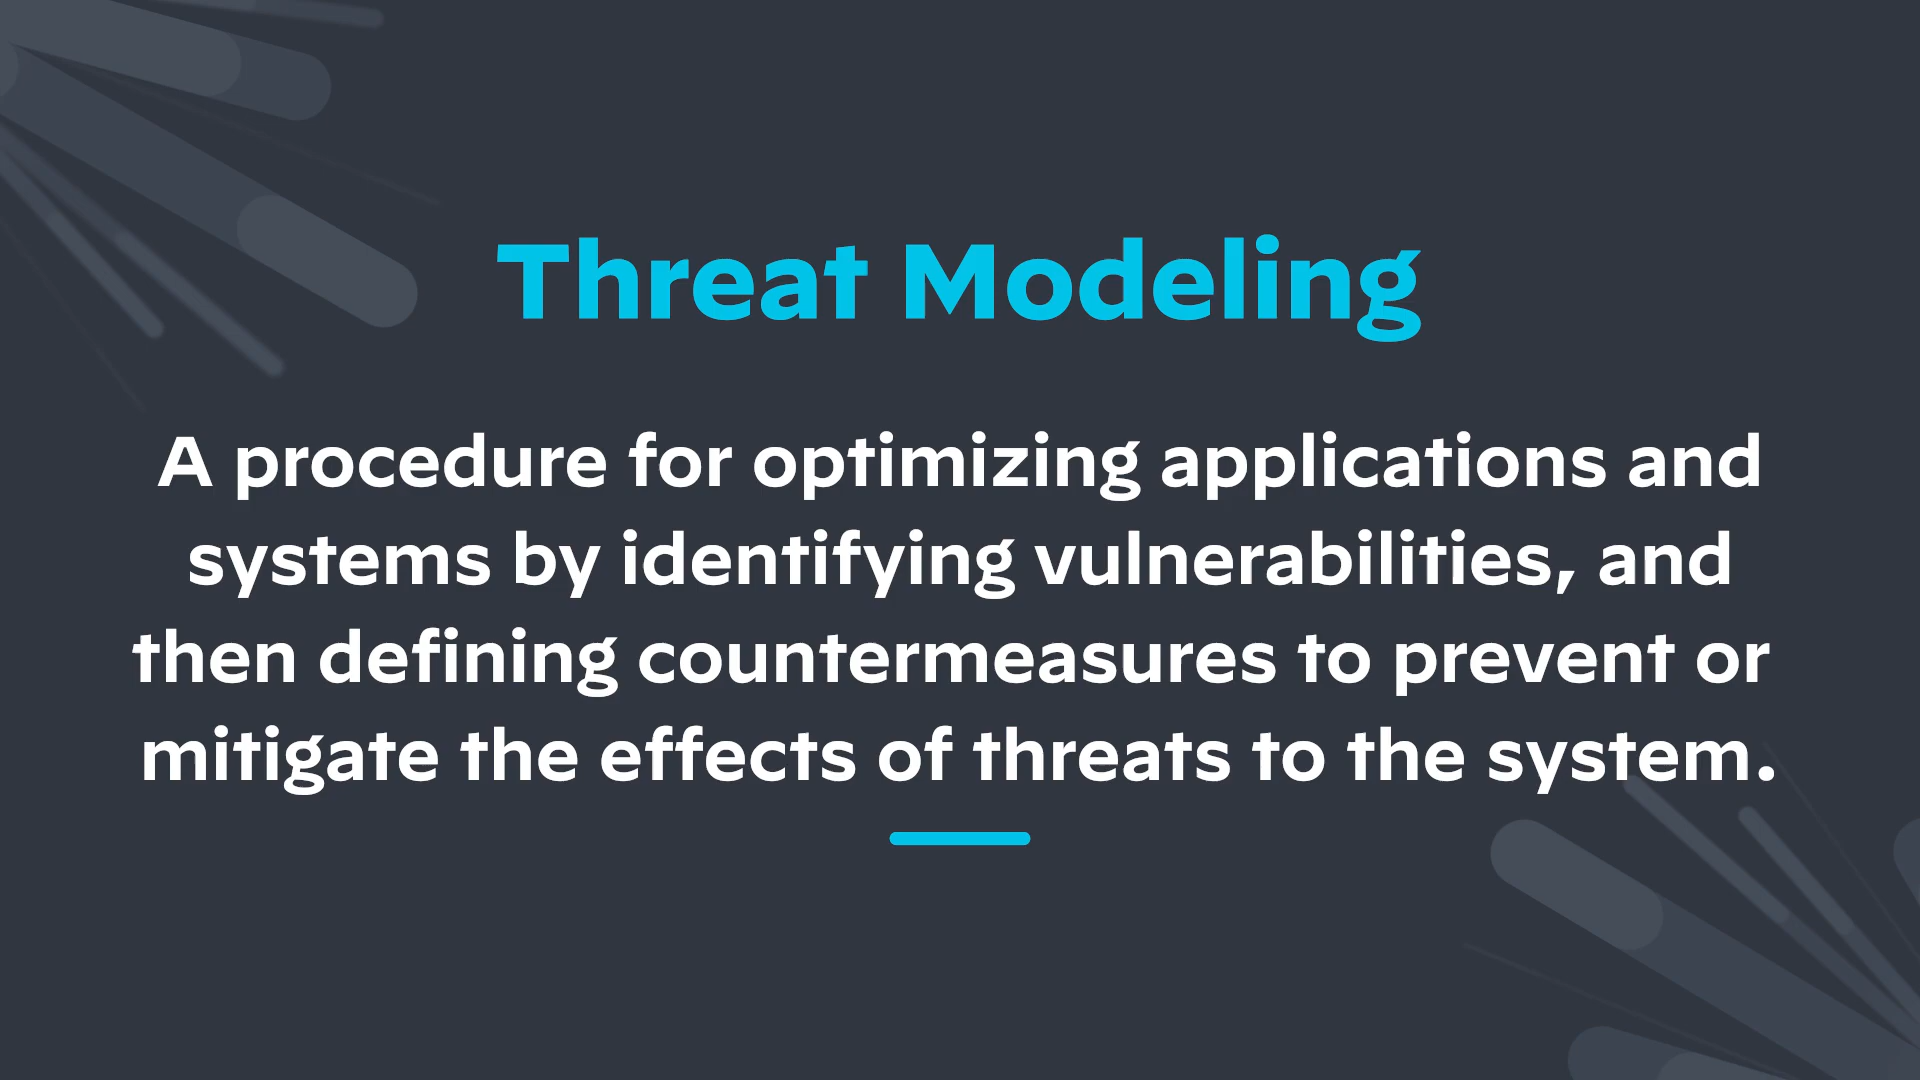 Threat Modeling
A procedure for optimizing applications and
systems by identifying vulnerabilities, and
then defining countermeasures to prevent or
mitigate the effects of threats to the system.